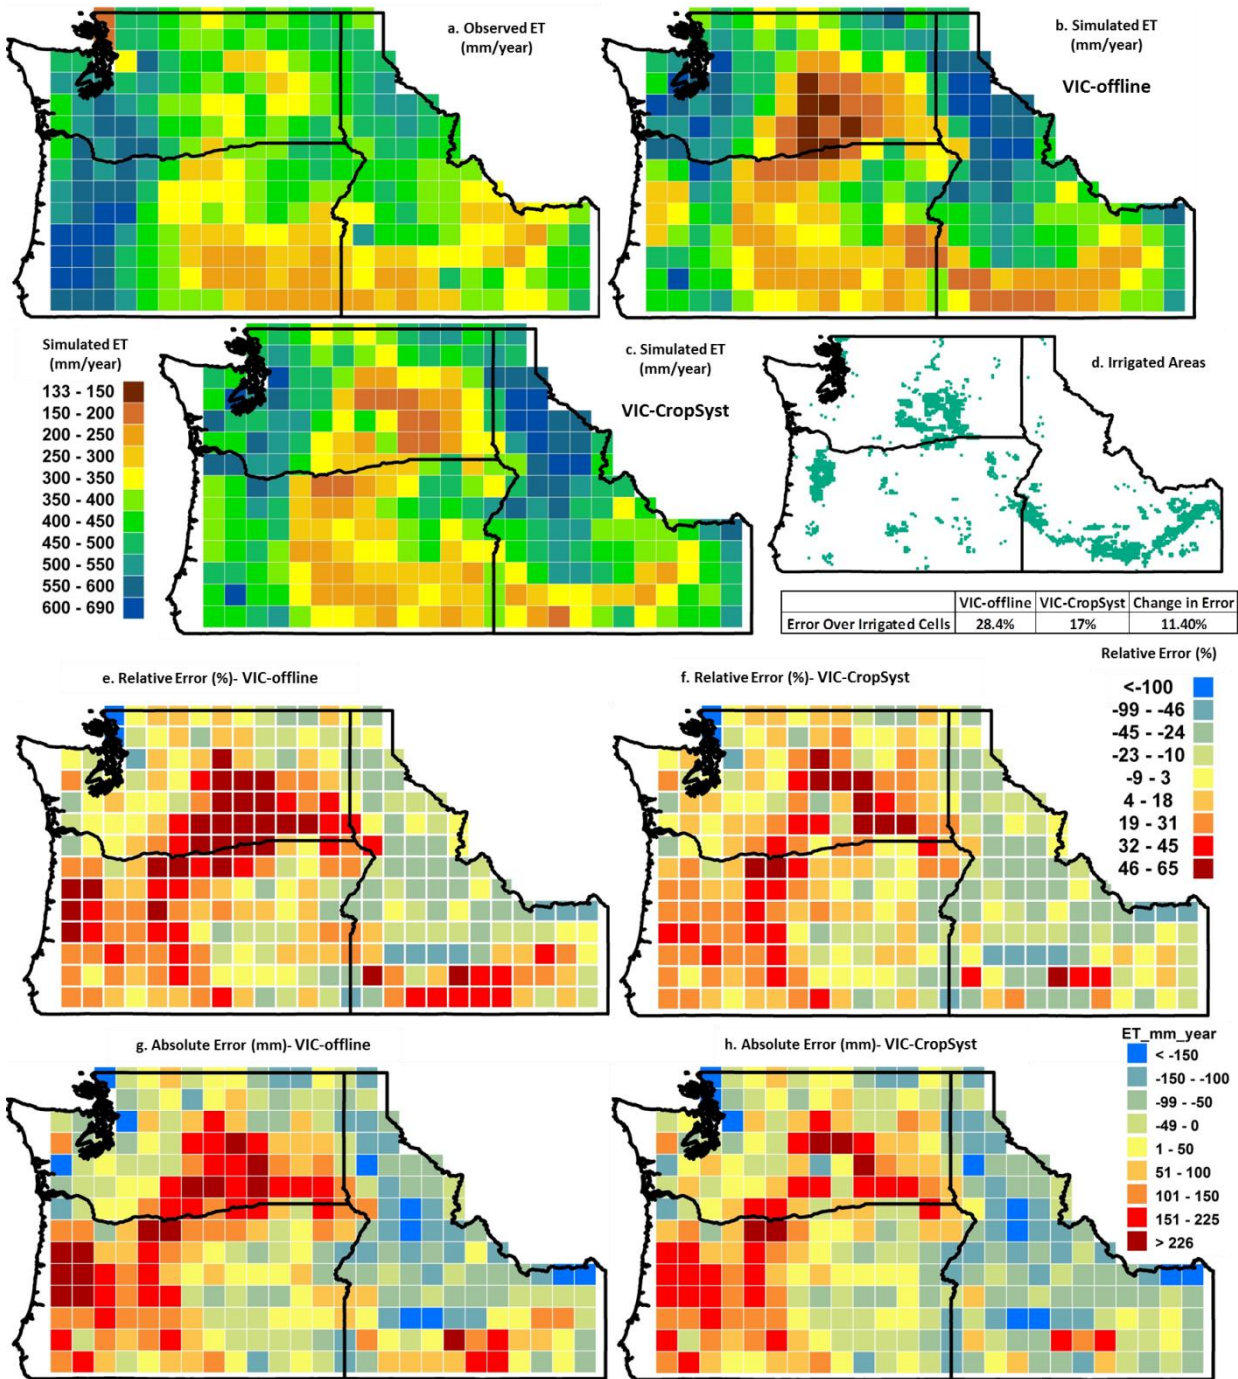 a. Observed ET
(mm/year)
b. Simulated ET
(mm/year)
VIC-offline
Simulated ET
(mm/year)
133 - 150
150 - 200
200 - 250
250 - 300
300 - 350
350 - 400
400 - 450
450 - 500
500 - 550
550 - 600
600 - 690
c. Simulated ET
(mm/year)
VIC-CropSyst
d. Irrigated Areas
VIC-offline VIC-CropSyst Change in Error
Error Over Irrigated Cells 28.4% 17% 11.40%
e. Relative Error (%)- VIC-offline
f. Relative Error (%)- VIC-CropSyst
Relative Error (%)
<-100
-99 - -46
-45 - -24
-23 - -10
-9 - 3
4 - 18
19 - 31
32 - 45
46 - 65
g. Absolute Error (mm)- VIC-offline
h. Absolute Error (mm)- VIC-CropSyst
ET_mm_year
< -150
-150 - -100
-99 - -50
-49 - 0
1 - 50
51 - 100
101 - 150
151 - 225
> 226